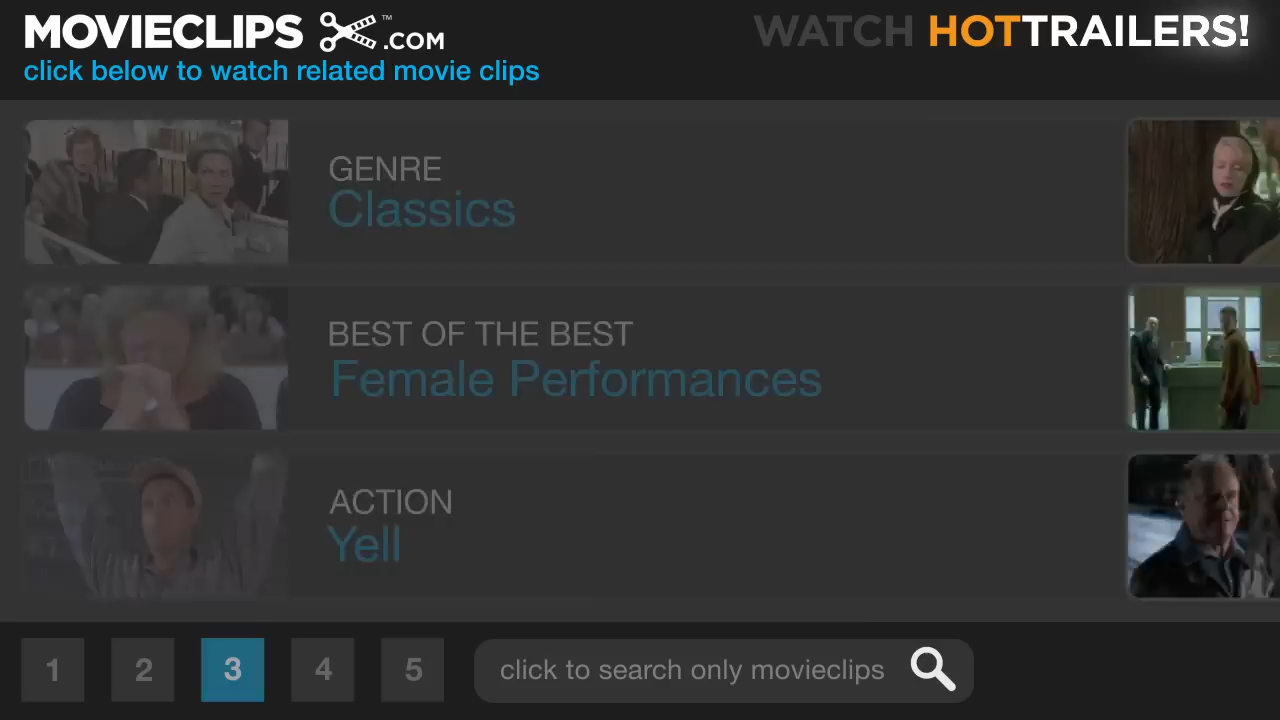 MOVIECLIPS ™.COM
WATCH HOTTRAILERS!
click below to watch related movie clips
GENRE
Classics
BEST OF THE BEST
Female Performances
ACTION
Yell
1 2 3 4 5
click to search only movieclips